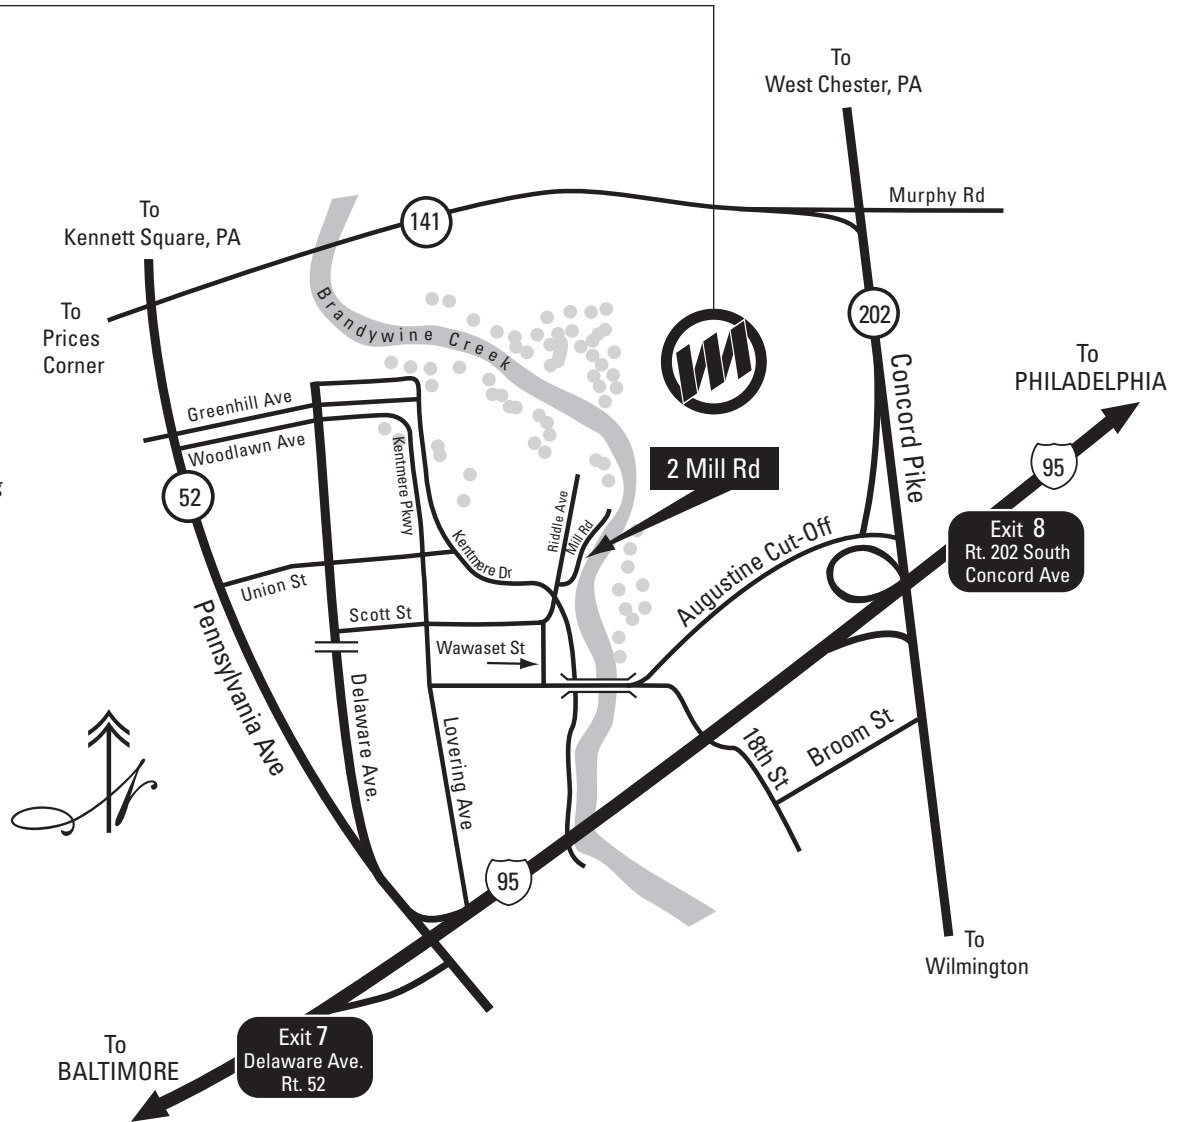 To
West Chester, PA
Murphy Rd
To
Kennett Square, PA
141
To
Prices
Corner
Brandywine Creek
202
Concord Pike
To
PHILADELPHIA
95
Greenhill Ave
Woodlawn Ave
Kentmere Pkwy
52
2 Mill Rd
Riddle Ave
Mill Rd
Augustine Cut-Off
Exit 8
Rt. 202 South
Concord Ave
Kentmere Dr
Union St
Scott St
Wawaset St
Pennsylvania Ave
Delaware Ave.
Lovering Ave
18th St
Broom St
N
95
To
Wilmington
Exit 7
Delaware Ave.
Rt. 52
To
BALTIMORE